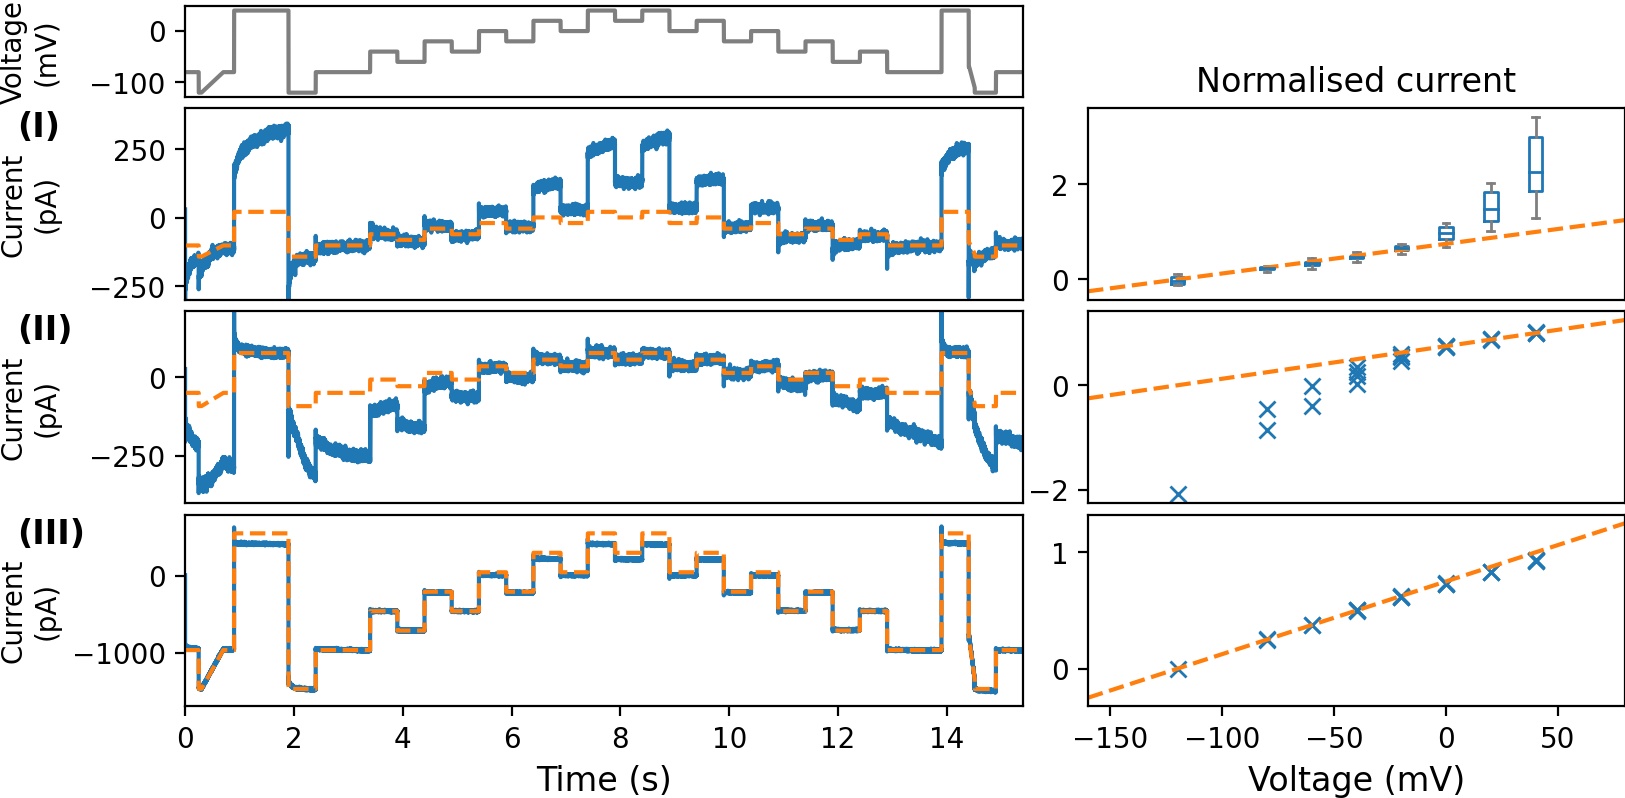 Voltage
(mV)
0
−100
Normalised current
(I)
Current
(pA)
250
0
−250
2
0
(II)
Current
(pA)
0
−250
0
−2
(III)
Current
(pA)
0
−1000
1
0
0 2 4 6 8 10 12 14
Time (s)
−150 −100 −50 0 50
Voltage (mV)